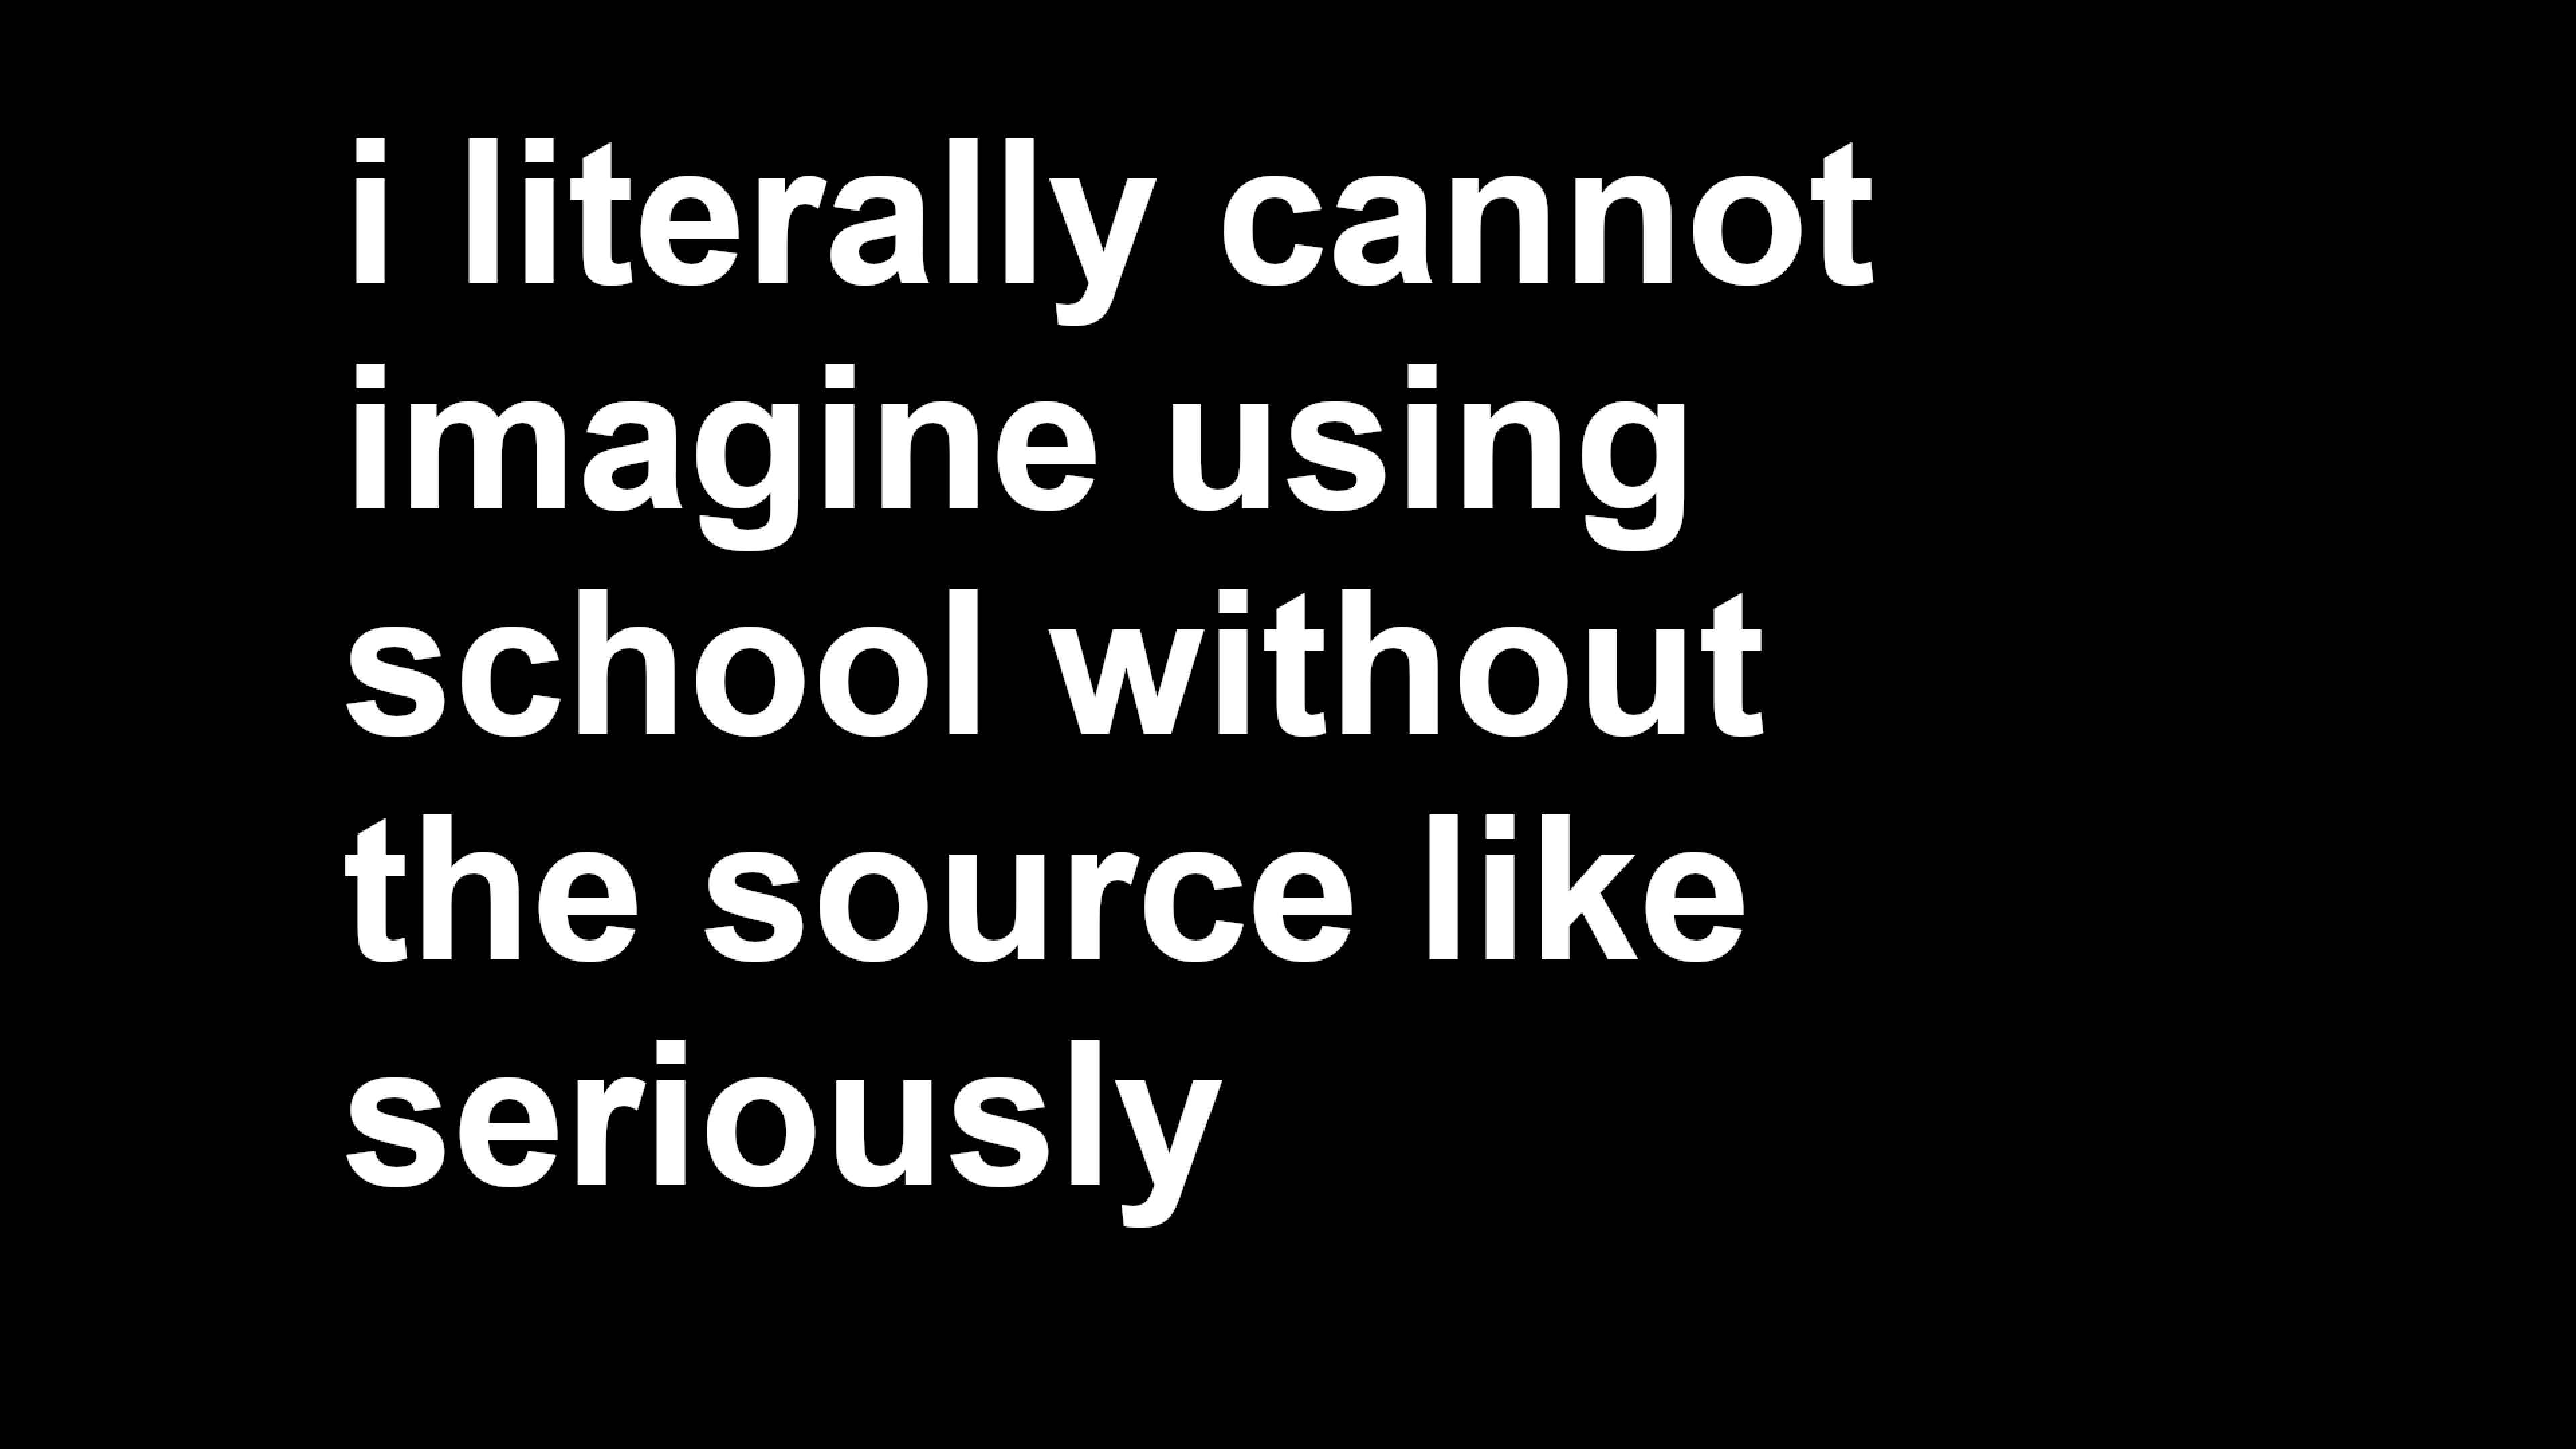 i literally cannot
imagine using
school without
the source like
seriously